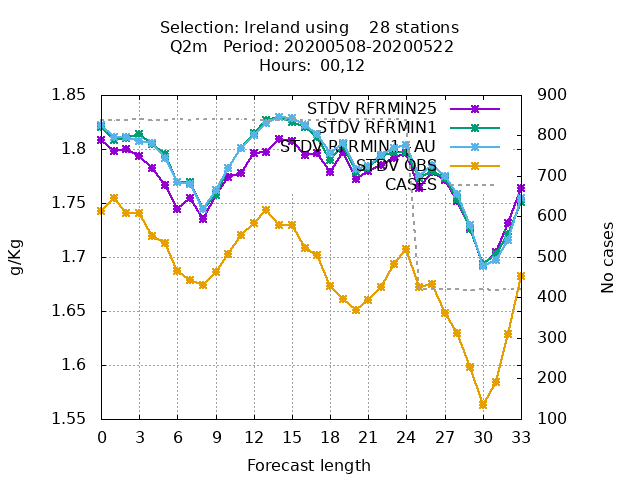 Selection: Ireland using    28 stations
Q2m   Period: 20200508-20200522
Hours:  00,12
1.85
1.8
1.75
1.7
1.65
1.6
1.55
900
800
700
600
500
400
300
200
100
STDV RFRMIN25
STDV RFRMIN1
STDV RFRMIN1_AU
STDV OBS
CASES
g/Kg
No cases
0 3 6 9 12 15 18 21 24 27 30 33
Forecast length